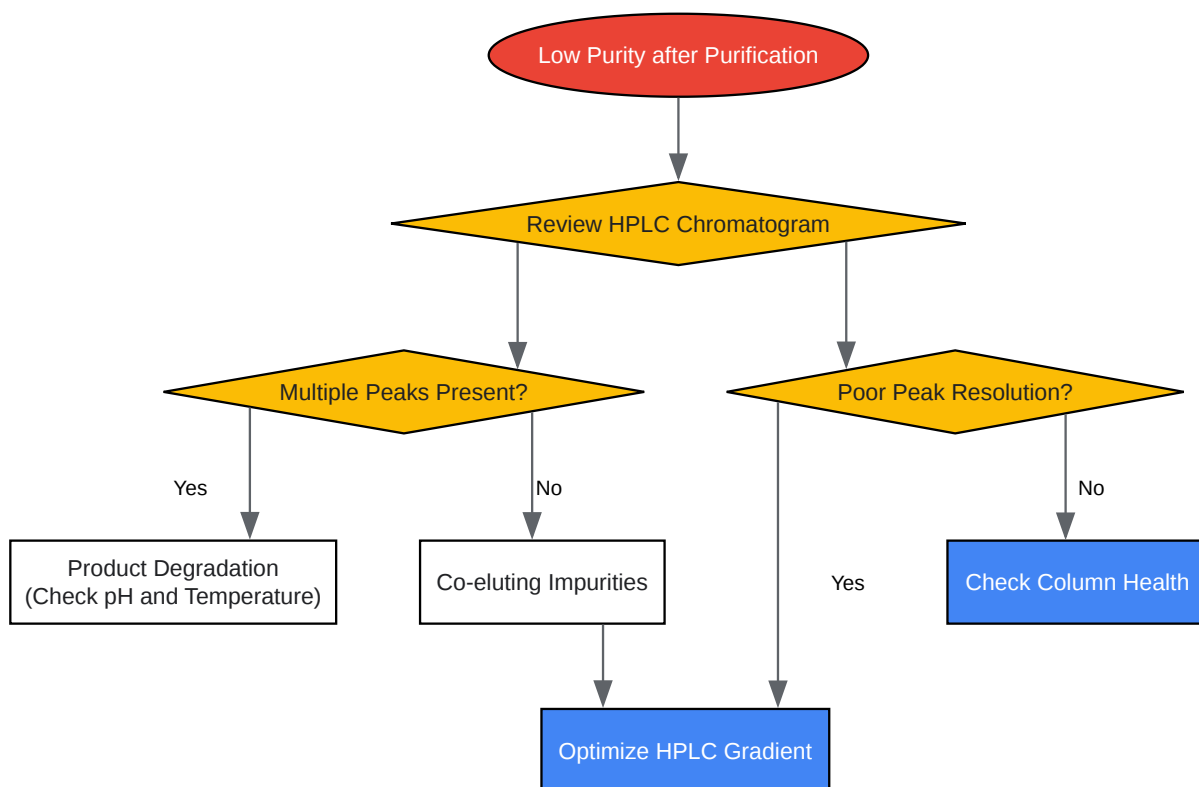 Low Purity after Purification
Review HPLC Chromatogram
Multiple Peaks Present?
Poor Peak Resolution?
Yes
No
No
Product Degradation
(Check pH and Temperature)
Co-eluting Impurities
Yes
Check Column Health
Optimize HPLC Gradient